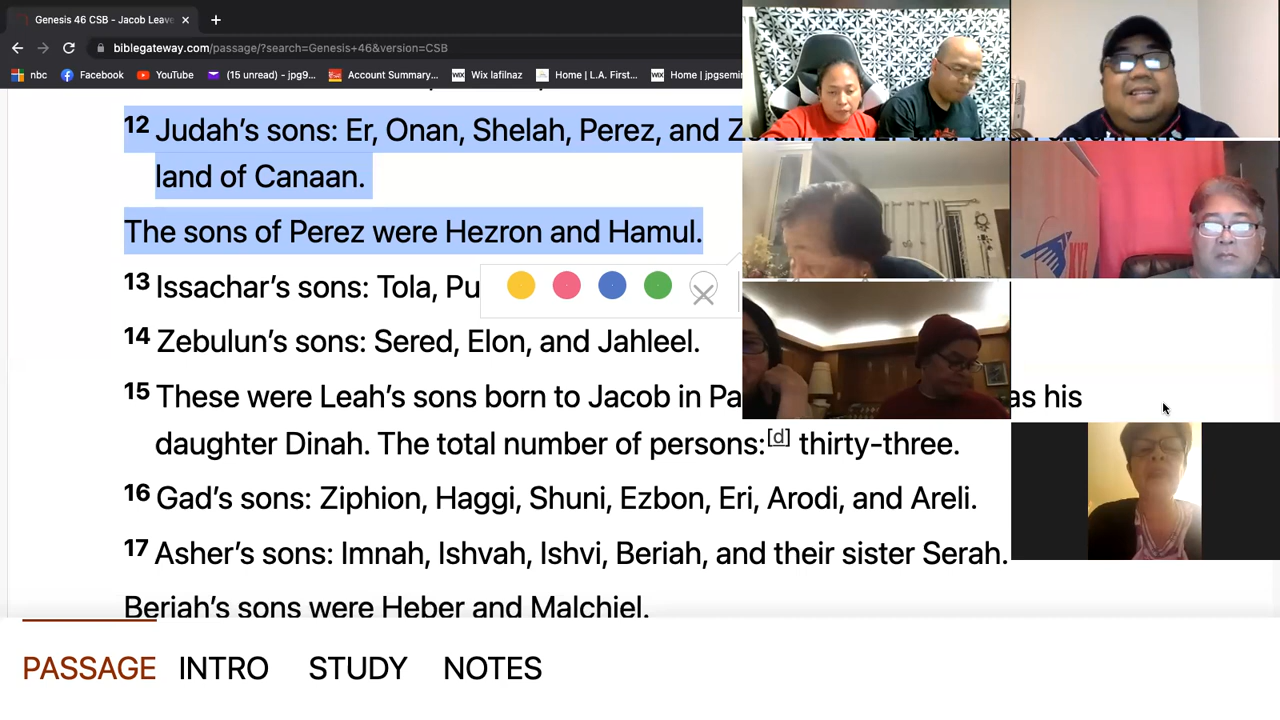 Genesis 46 CSB - Jacob Leave
biblegateway.com/passage/?search=Genesis+46&version=CSB
nbc Facebook YouTube (15 unread) - jpg9... Account Summary... Wix lafilnaz Home | L.A. First... Home | jpgsemi
12 Judah's sons: Er, Onan, Shelah, Perez, and
land of Canaan.
The sons of Perez were Hezron and Hamul.
13 Issachar's sons: Tola, Pu
14 Zebulun's sons: Sered, Elon, and Jahleel.
15 These were Leah's sons born to Jacob in Pa as his
daughter Dinah. The total number of persons:[d] thirty-three.
16 Gad's sons: Ziphion, Haggi, Shuni, Ezbon, Eri, Arodi, and Areli.
17 Asher's sons: Imnah, Ishvah, Ishvi, Beriah, and their sister Serah.
Beriah's sons were Heber and Malchiel.
PASSAGE INTRO STUDY NOTES